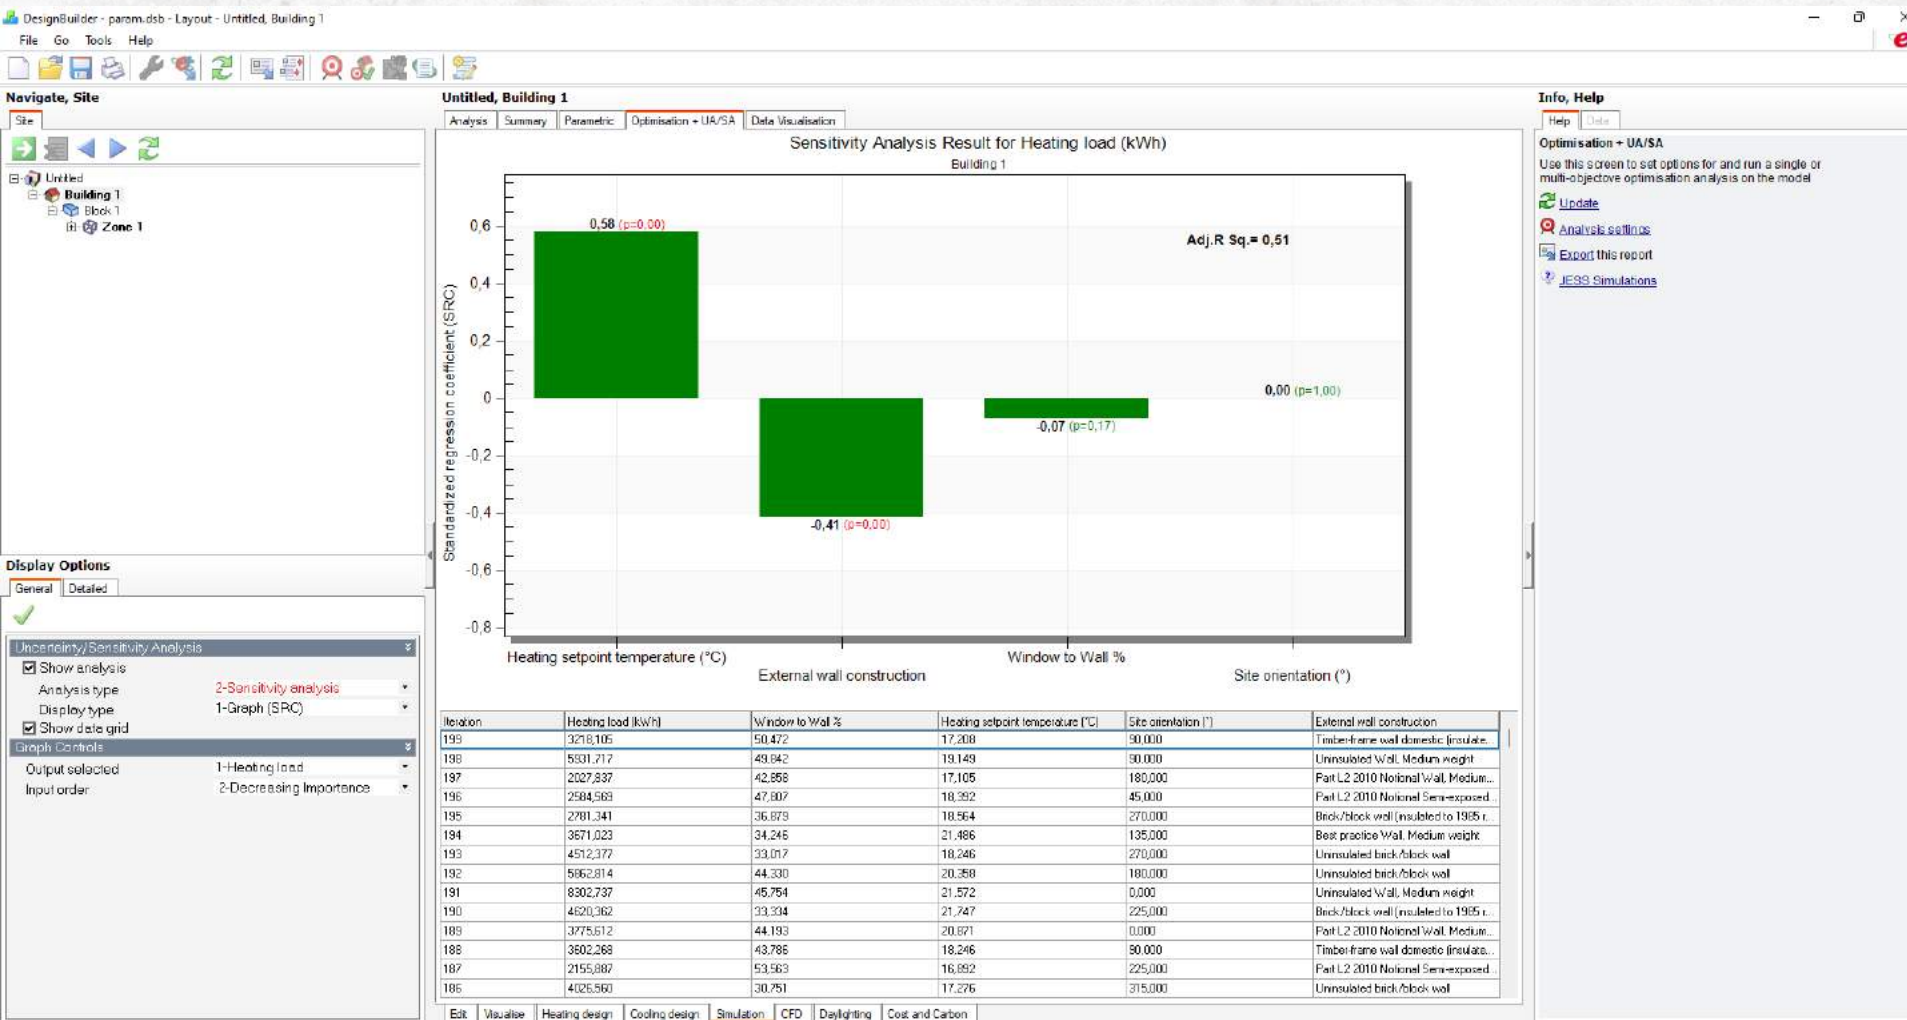 DesignBuilder - param.dsb - Layout - Untitled, Building 1
File Go Tools Help
Navigate, Site
Site
Untitled
Building 1
Block 1
Zone 1
Display Options
General Detailed
Uncertainty/Sensitivity Analysis
Show analysis
Analysis type 2-Sensitivity analysis
Display type 1-Graph (SRC)
Show data grid
Graph Controls
Output selected 1-Heating load
Input order 2-Decreasing Importance
Untitled, Building 1
Analysis Summary Parametric Optimisation + UA/SA Data Visualisation
Sensitivity Analysis Result for Heating load (kWh)
Building 1
Standardized regression coefficient (SRC)
0,6
0,4
0,2
0
-0,2
-0,4
-0,6
-0,8
0,58 (p=0,00)
Adj.R Sq.= 0,51
0,00 (p=1,00)
-0,07 (p=0,17)
-0,41 (p=0,00)
Heating setpoint temperature (°C)
External wall construction
Window to Wall %
Site orientation (°)
Iteration Heating load (kWh) Window to Wall % Heating setpoint temperature (°C) Site orientation (°) External wall construction
199 3218,105 50,472 17,208 90,000 Timber-frame wall domestic (insulate...
198 5931,717 49,842 19,149 90,000 Uninsulated Wall, Medium weight
197 2027,837 42,858 17,105 180,000 Part L2 2010 Notional Wall, Medium...
196 2584,569 47,807 18,392 45,000 Part L2 2010 Notional Semi-exposed...
195 2781,341 36,879 18,564 270,000 Brick/block wall (insulated to 1985 r...
194 3671,023 34,246 21,486 135,000 Best practice Wall, Medium weight
193 4512,377 33,017 18,246 270,000 Uninsulated brick/block wall
192 5862,814 44,330 20,358 180,000 Uninsulated brick/block wall
191 8302,737 45,754 21,572 0,000 Uninsulated Wall, Medium weight
190 4620,362 33,334 21,747 225,000 Brick/block wall (insulated to 1985 r...
189 3775,612 44,193 20,871 0,000 Part L2 2010 Notional Wall, Medium...
188 3602,268 43,786 18,246 90,000 Timber-frame wall domestic (insulate...
187 2155,887 53,563 16,892 225,000 Part L2 2010 Notional Semi-exposed...
186 4026,560 30,751 17,276 315,000 Uninsulated brick/block wall
Edit Visualise Heating design Cooling design Simulation CFD Daylighting Cost and Carbon
Info, Help
Help Data
Optimisation + UA/SA
Use this screen to set options for and run a single or
multi-objectove optimisation analysis on the model
Update
Analysis settings
Export this report
JESS Simulations